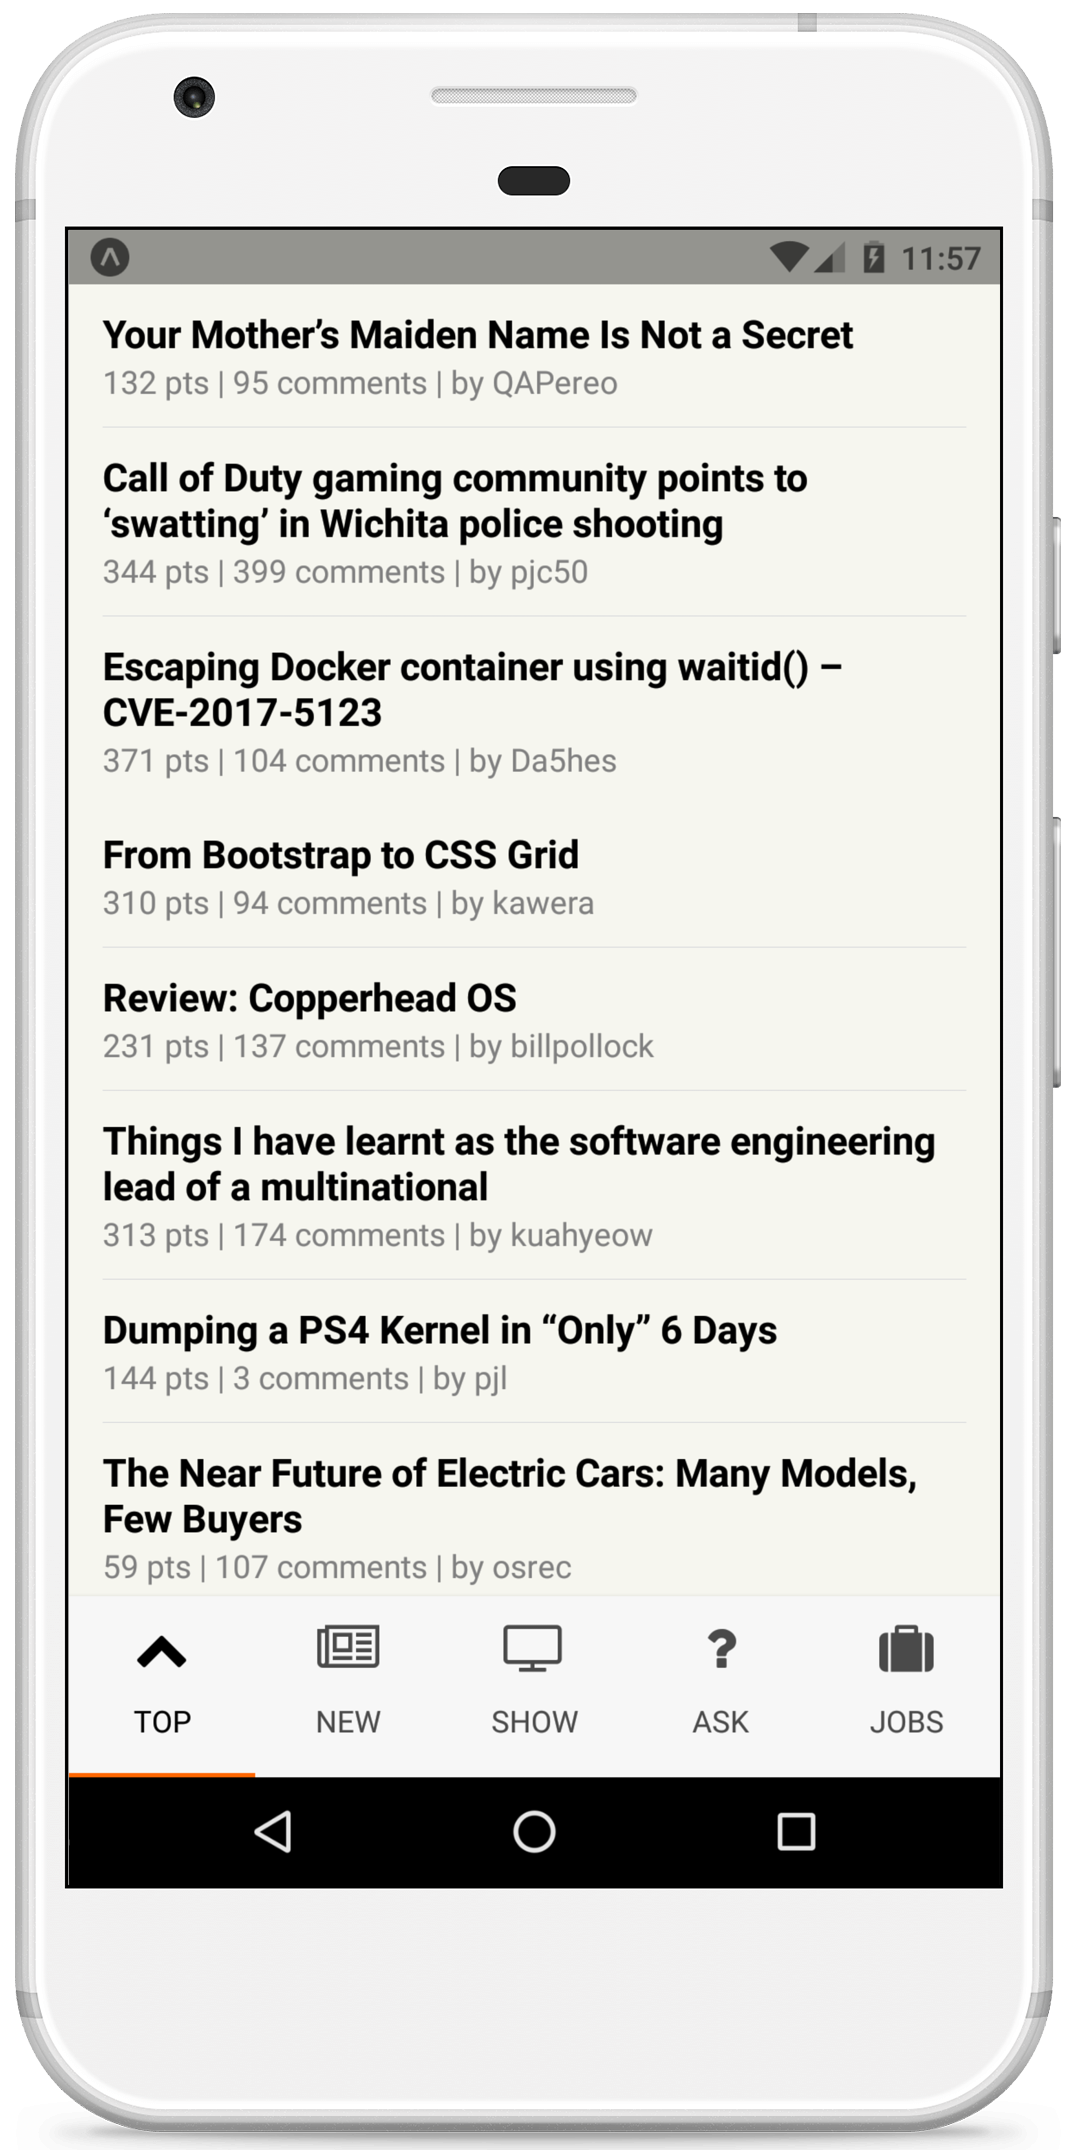 11:57
Your Mother’s Maiden Name Is Not a Secret
132 pts | 95 comments | by QAPereo
Call of Duty gaming community points to
‘swatting’ in Wichita police shooting
344 pts | 399 comments | by pjc50
Escaping Docker container using waitid() –
CVE-2017-5123
371 pts | 104 comments | by Da5hes
From Bootstrap to CSS Grid
310 pts | 94 comments | by kawera
Review: Copperhead OS
231 pts | 137 comments | by billpollock
Things I have learnt as the software engineering
lead of a multinational
313 pts | 174 comments | by kuahyeow
Dumping a PS4 Kernel in “Only” 6 Days
144 pts | 3 comments | by pjl
The Near Future of Electric Cars: Many Models,
Few Buyers
59 pts | 107 comments | by osrec
TOP NEW SHOW ASK JOBS